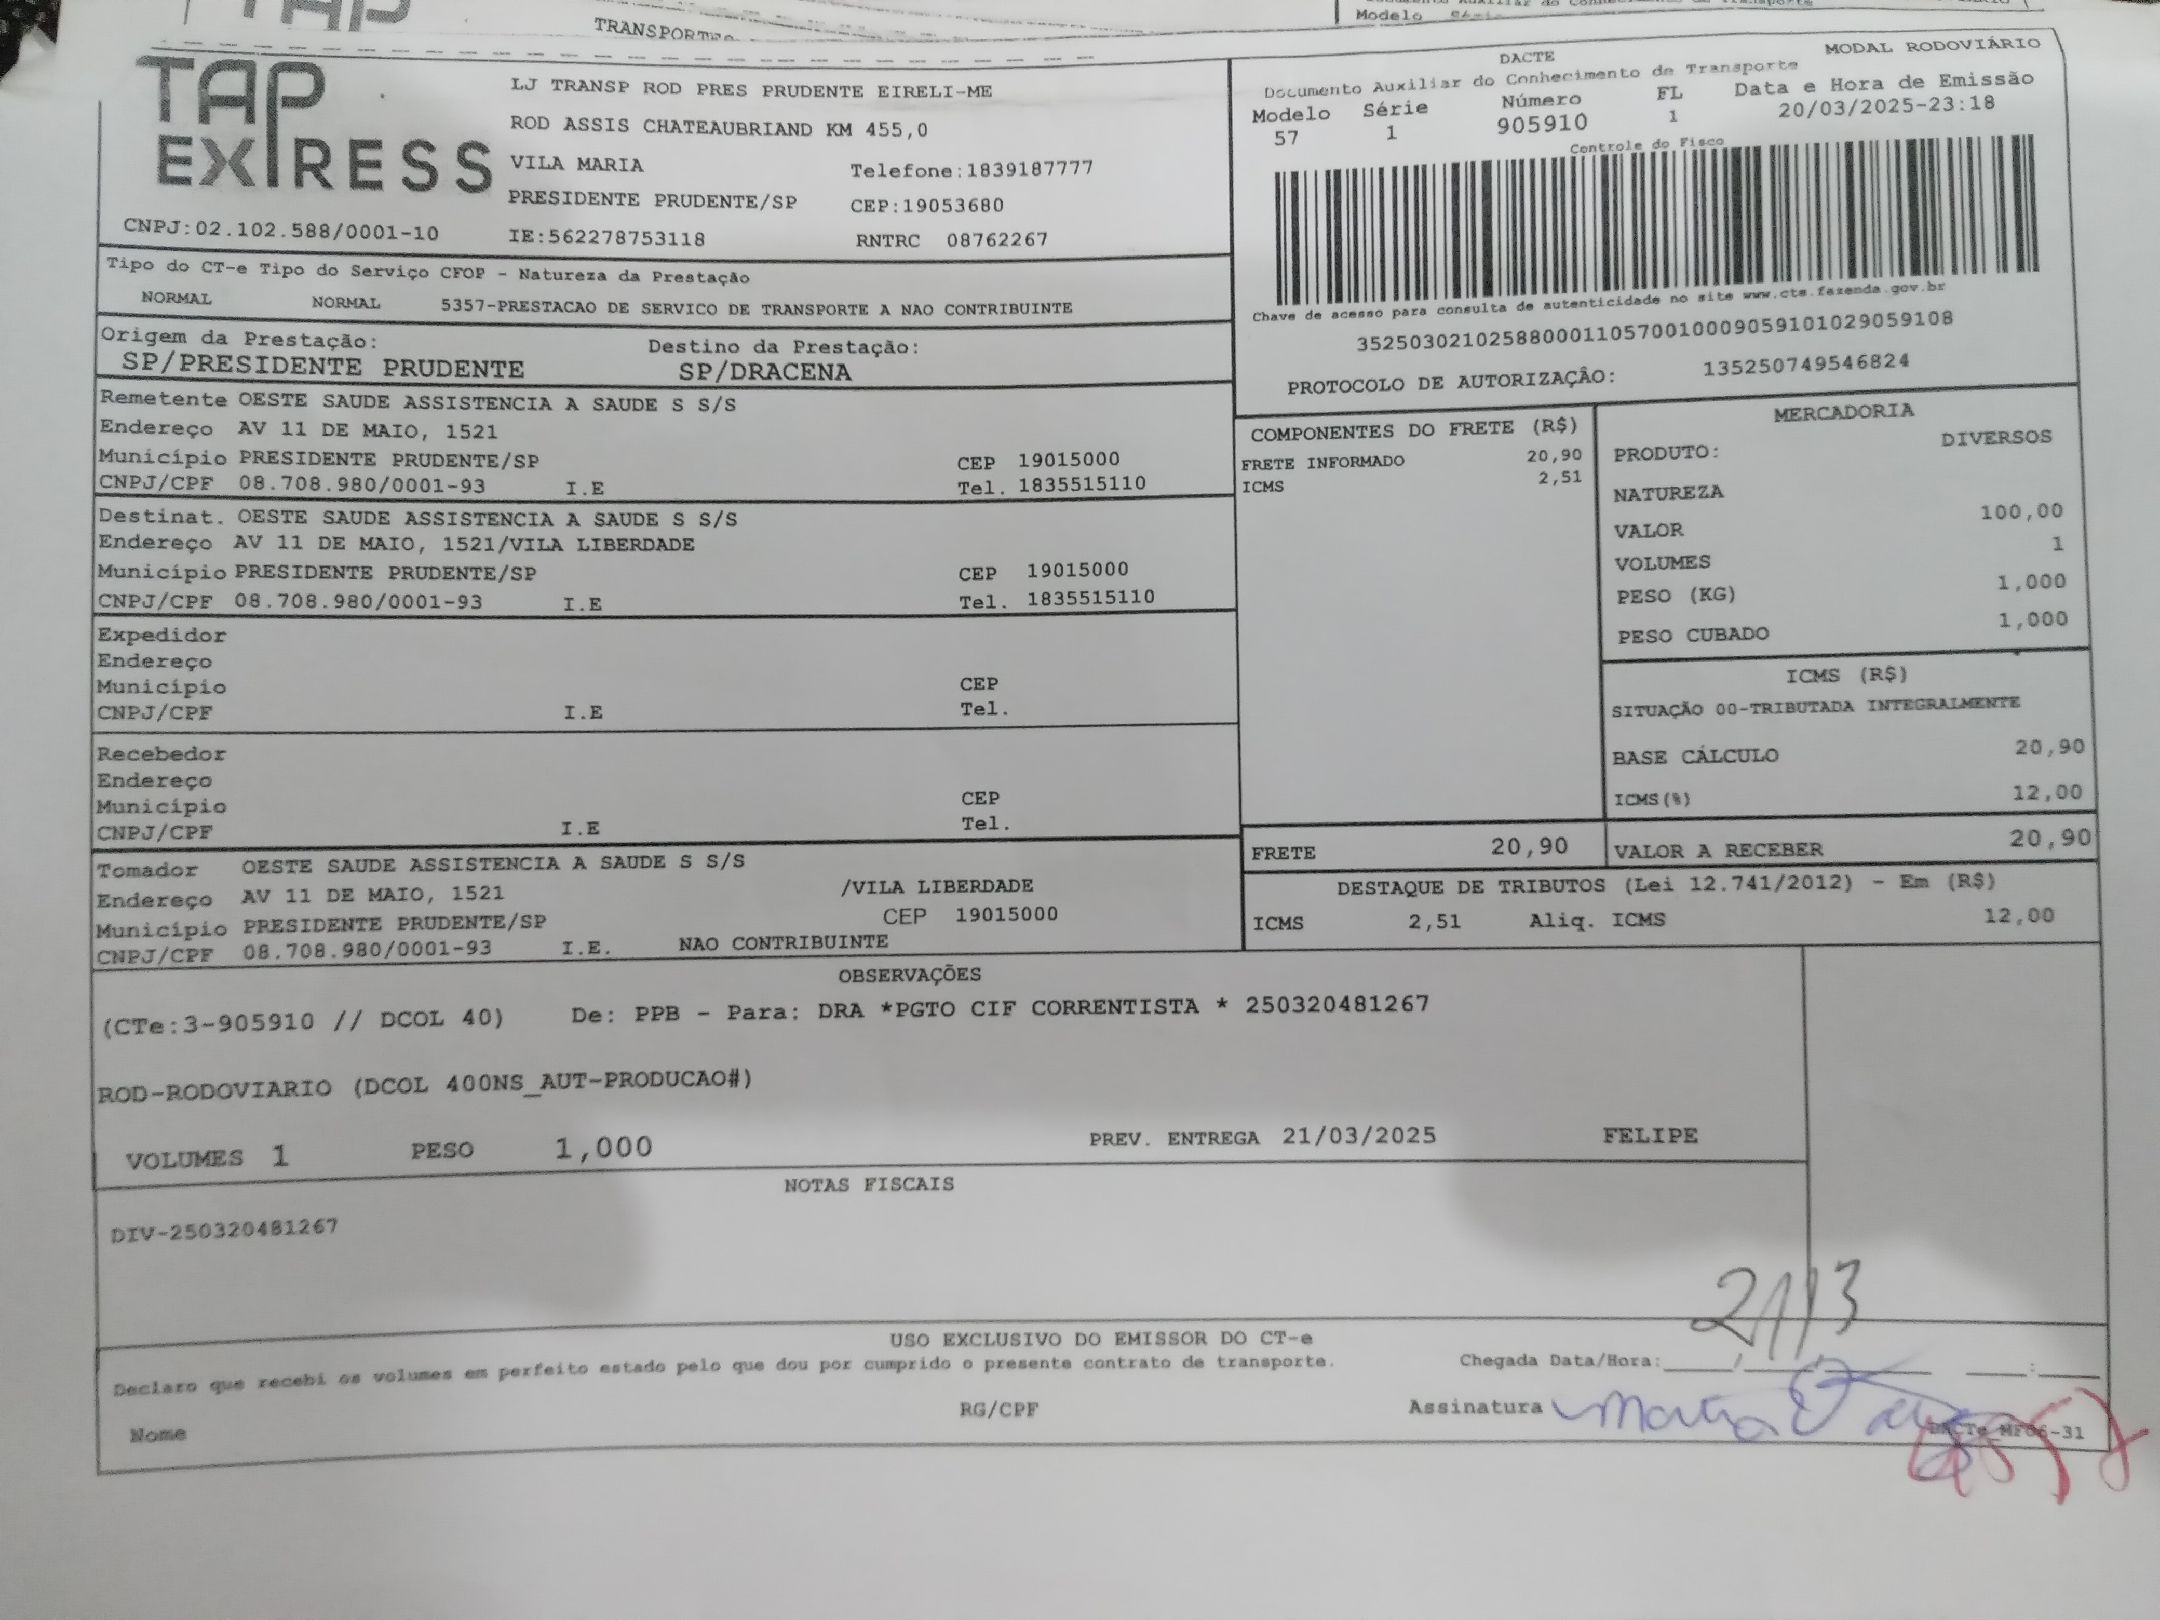 TAP
TRANSPORTES
Modelo Série
TAP
EXPRESS
CNPJ:02.102.588/0001-10
LJ TRANSP ROD PRES PRUDENTE EIRELI-ME
ROD ASSIS CHATEAUBRIAND KM 455,0
VILA MARIA Telefone:1839187777
PRESIDENTE PRUDENTE/SP CEP:19053680
IE:562278753118 RNTRC 08762267
DACTE MODAL RODOVIÁRIO
Documento Auxiliar do Conhecimento de Transporte
Modelo Série Número FL Data e Hora de Emissão
57 1 905910 1 20/03/2025-23:18
Controle do Fisco
Chave de acesso para consulta de autenticidade no site www.cte.fazenda.gov.br
35250302102588000110570010009059101029059108
PROTOCOLO DE AUTORIZAÇÂO: 135250749546824
Tipo do CT-e Tipo do Serviço CFOP - Natureza da Prestação
NORMAL NORMAL 5357-PRESTACAO DE SERVICO DE TRANSPORTE A NAO CONTRIBUINTE
Origem da Prestação: Destino da Prestação:
SP/PRESIDENTE PRUDENTE SP/DRACENA
Remetente OESTE SAUDE ASSISTENCIA A SAUDE S S/S
Endereço AV 11 DE MAIO, 1521
Município PRESIDENTE PRUDENTE/SP CEP 19015000
CNPJ/CPF 08.708.980/0001-93 I.E Tel. 1835515110
Destinat. OESTE SAUDE ASSISTENCIA A SAUDE S S/S
Endereço AV 11 DE MAIO, 1521/VILA LIBERDADE
Município PRESIDENTE PRUDENTE/SP CEP 19015000
CNPJ/CPF 08.708.980/0001-93 I.E Tel. 1835515110
Expedidor
Endereço
Município CEP
CNPJ/CPF I.E Tel.
Recebedor
Endereço
Município CEP
CNPJ/CPF I.E Tel.
Tomador OESTE SAUDE ASSISTENCIA A SAUDE S S/S
Endereço AV 11 DE MAIO, 1521 /VILA LIBERDADE
Município PRESIDENTE PRUDENTE/SP CEP 19015000
CNPJ/CPF 08.708.980/0001-93 I.E. NAO CONTRIBUINTE
COMPONENTES DO FRETE (R$)
FRETE INFORMADO 20,90
ICMS 2,51
MERCADORIA
PRODUTO: DIVERSOS
NATUREZA
VALOR 100,00
VOLUMES 1
PESO (KG) 1,000
PESO CUBADO 1,000
ICMS (R$)
SITUAÇÃO 00-TRIBUTADA INTEGRALMENTE
BASE CÁLCULO 20,90
ICMS(%) 12,00
FRETE 20,90 VALOR A RECEBER 20,90
DESTAQUE DE TRIBUTOS (Lei 12.741/2012) - Em (R$)
ICMS 2,51 Aliq. ICMS 12,00
OBSERVAÇÕES
(CTe:3-905910 // DCOL 40) De: PPB - Para: DRA *PGTO CIF CORRENTISTA * 250320481267
ROD-RODOVIARIO (DCOL 400NS_AUT-PRODUCAO#)
VOLUMES 1 PESO 1,000 PREV. ENTREGA 21/03/2025 FELIPE
NOTAS FISCAIS
DIV-250320481267
21/3
USO EXCLUSIVO DO EMISSOR DO CT-e
Declaro que recebi os volumes em perfeito estado pelo que dou por cumprido o presente contrato de transporte. Chegada Data/Hora:_____/_____/_____ ____:____
Nome RG/CPF Assinatura
DACTe_MF06-31